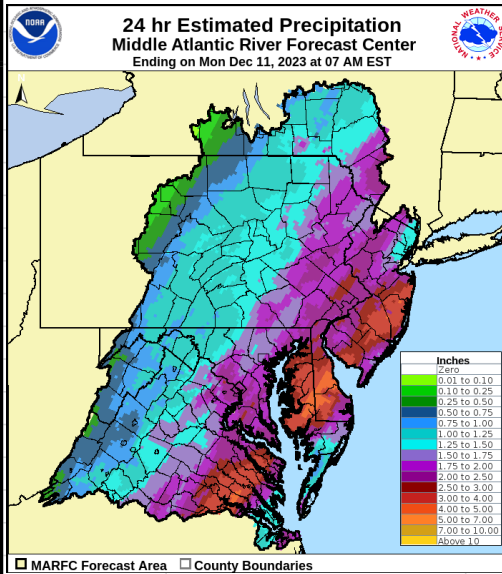 NOAA
24 hr Estimated Precipitation
Middle Atlantic River Forecast Center
Ending on Mon Dec 11, 2023 at 07 AM EST
NATIONAL WEATHER SERVICE
N
Inches
Zero
0.01 to 0.10
0.10 to 0.25
0.25 to 0.50
0.50 to 0.75
0.75 to 1.00
1.00 to 1.25
1.25 to 1.50
1.50 to 1.75
1.75 to 2.00
2.00 to 2.50
2.50 to 3.00
3.00 to 4.00
4.00 to 5.00
5.00 to 7.00
7.00 to 10.00
Above 10
MARFC Forecast Area County Boundaries